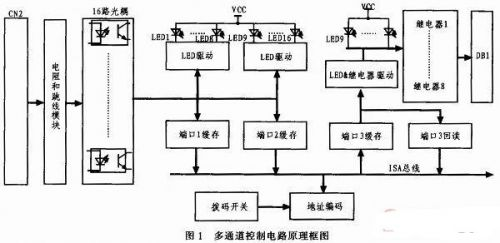 CN2
16路光耦
电阻和跳线模块
VCC
LED1 …… LED8 LED9 …… LED16
LED驱动
LED驱动
端口1缓存
端口2缓存
VCC
LED9
LED&继电器驱动
继电器1
继电器8
DB1
端口3缓存
端口3回读
ISA总线
拨码开关
地址编码
图1 多通道控制电路原理框图